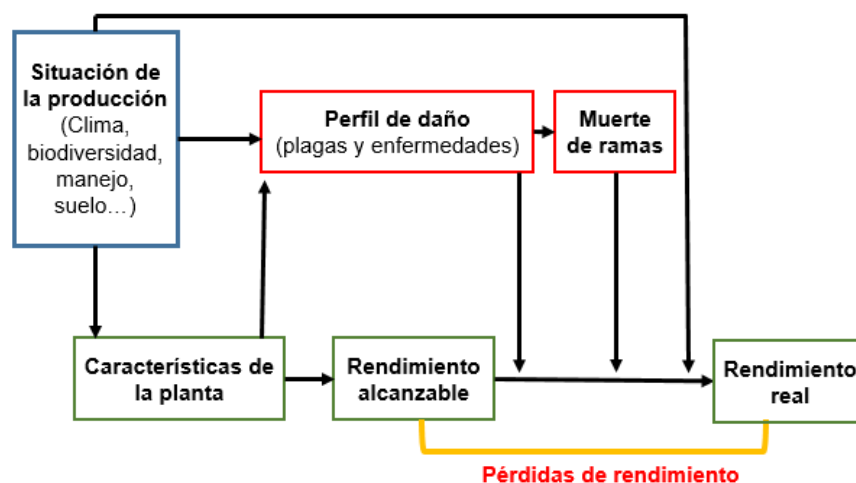 Situación de
la producción
(Clima,
biodiversidad,
manejo,
suelo…)
Perfil de daño
(plagas y enfermedades)
Muerte
de ramas
Características de
la planta
Rendimiento
alcanzable
Rendimiento
real
Pérdidas de rendimiento